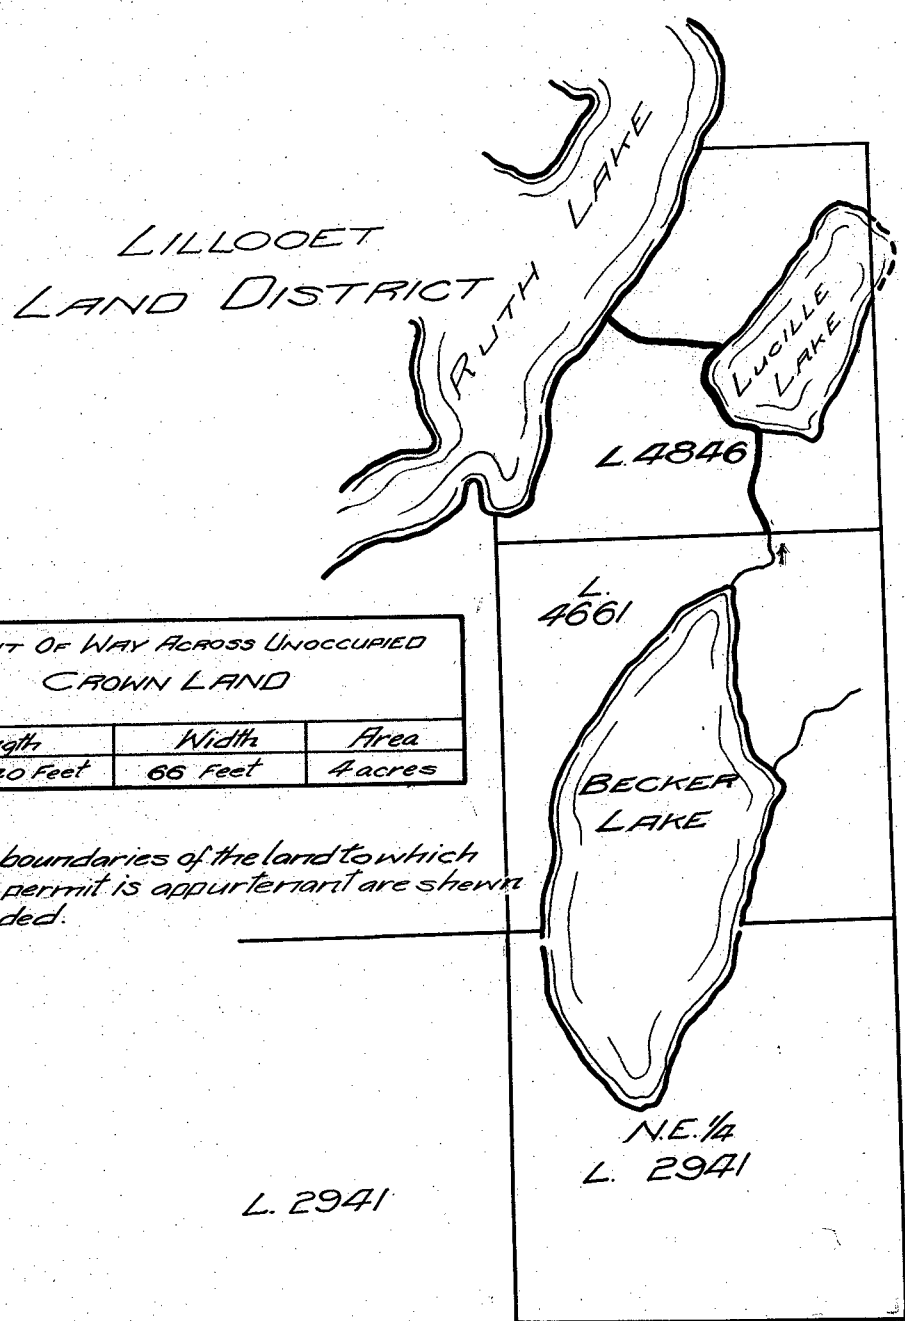 LILLOOET
LAND DISTRICT
RUTH LAKE
LUCILLE
LAKE
L. 4846
L.
4661
OF WAY ACROSS UNOCCUPIED
CROWN LAND
Width Area
Feet 66 Feet 4 acres
BECKER
LAKE
boundaries of the land to which
permit is appurtenant are shewn
N.E. 1/4
L. 2941
L. 2941